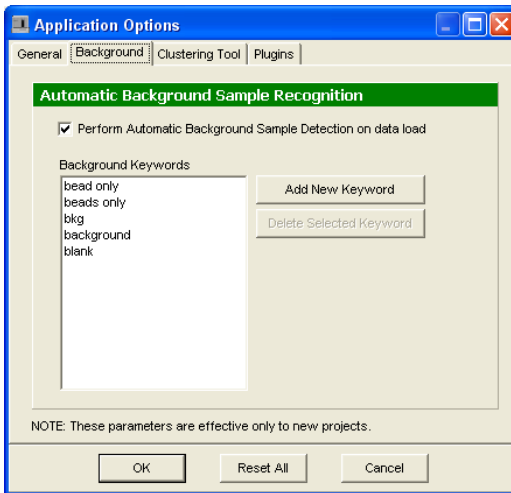 Application Options
General Background Clustering Tool Plugins
Automatic Background Sample Recognition
Perform Automatic Background Sample Detection on data load
Background Keywords
bead only
beads only
bkg
background
blank
Add New Keyword
Delete Selected Keyword
NOTE: These parameters are effective only to new projects.
OK Reset All Cancel